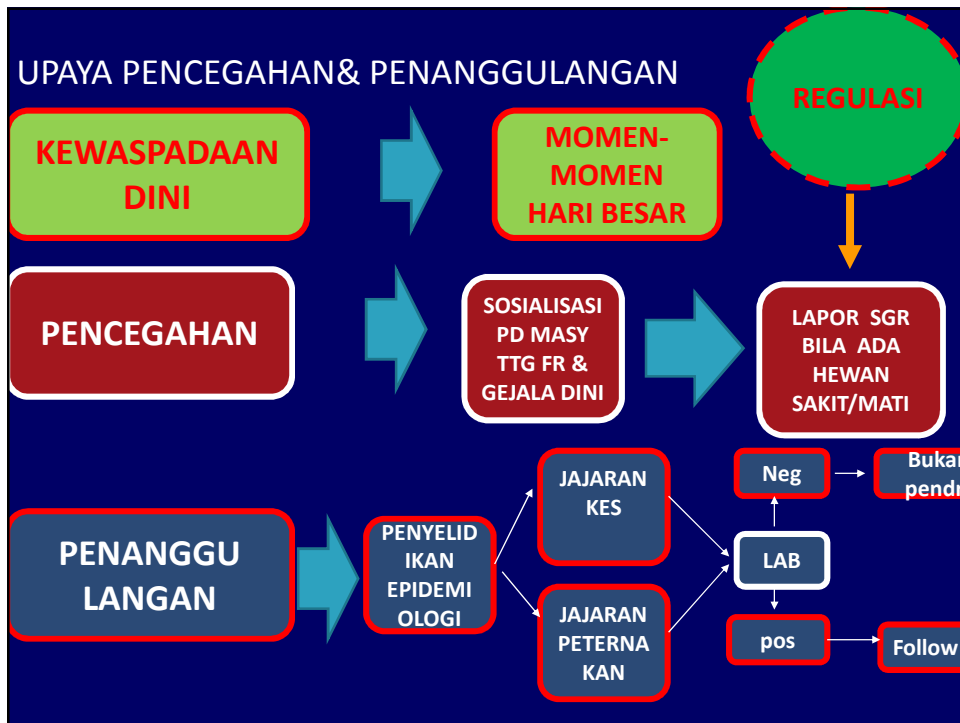 UPAYA PENCEGAHAN& PENANGGULANGAN
REGULASI
KEWASPADAAN
DINI
MOMEN-
MOMEN
HARI BESAR
PENCEGAHAN
SOSIALISASI
PD MASY
TTG FR &
GEJALA DINI
LAPOR SGR
BILA ADA
HEWAN
SAKIT/MATI
PENANGGU
LANGAN
PENYELID
IKAN
EPIDEMI
OLOGI
JAJARAN
KES
JAJARAN
PETERNA
KAN
Neg
LAB
pos
Follow